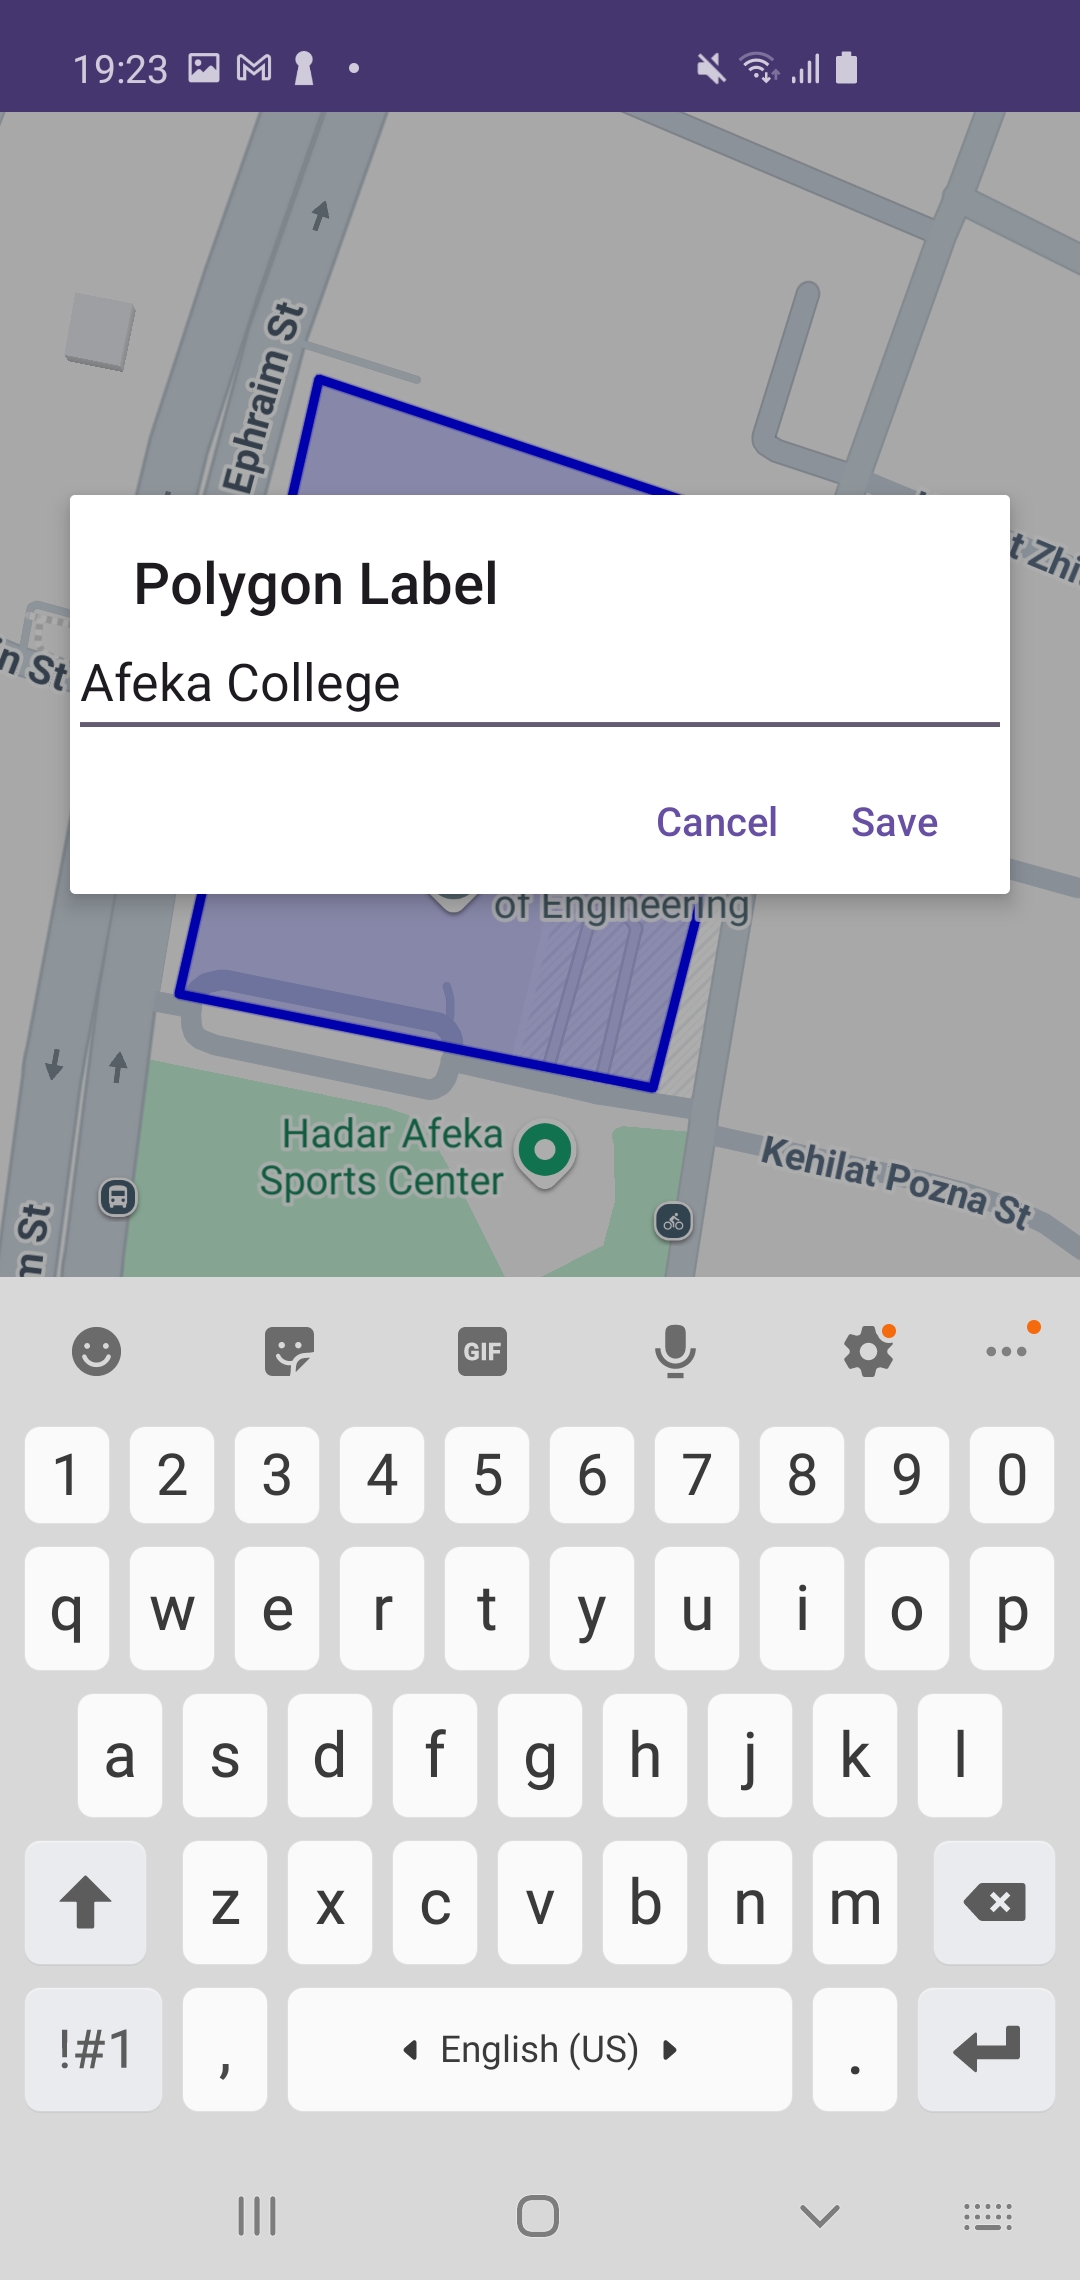 19:23
Ephraim St
Polygon Label
t Zhi
n St
Afeka College
Cancel
Save
of Engineering
Hadar Afeka
Sports Center
Kehilat Pozna St
m St
GIF
1 2 3 4 5 6 7 8 9 0
q w e r t y u i o p
a s d f g h j k l
z x c v b n m
!#1 , English (US) .